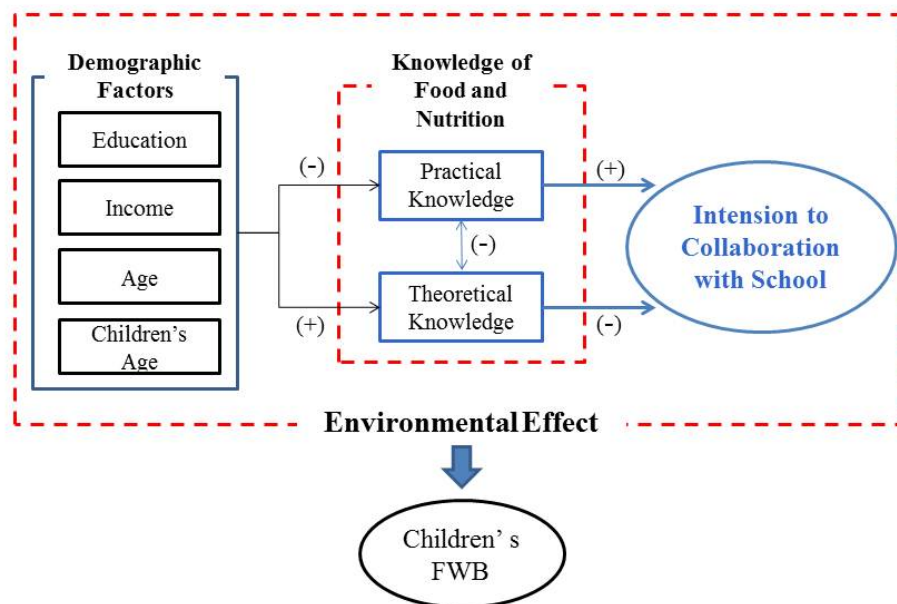 Demographic
Factors
Education
Income
Age
Children's
Age
Knowledge of
Food and
Nutrition
(-)
(+)
Practical
Knowledge
(-)
Theoretical
Knowledge
(+)
(-)
Intension to
Collaboration
with School
Environmental Effect
Children' s
FWB